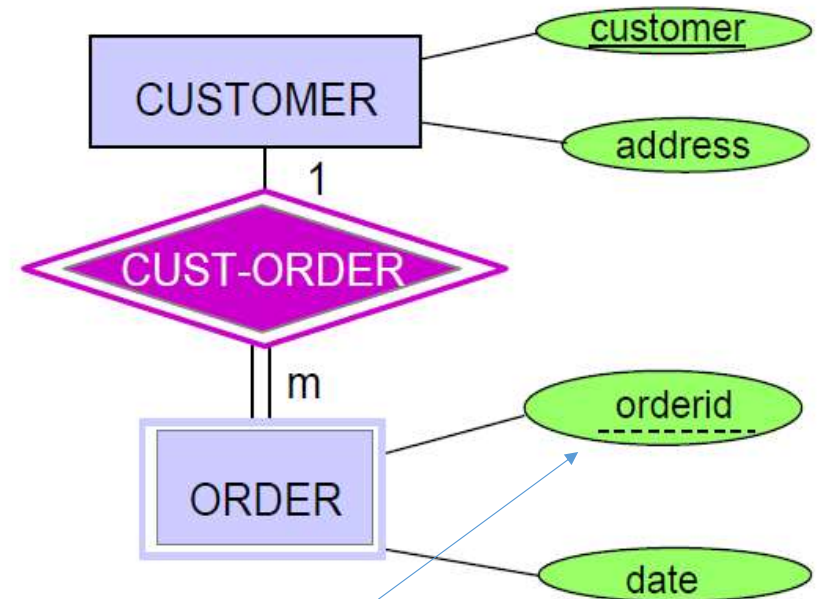 customer
CUSTOMER
address
1
CUST-ORDER
m
orderid
ORDER
date